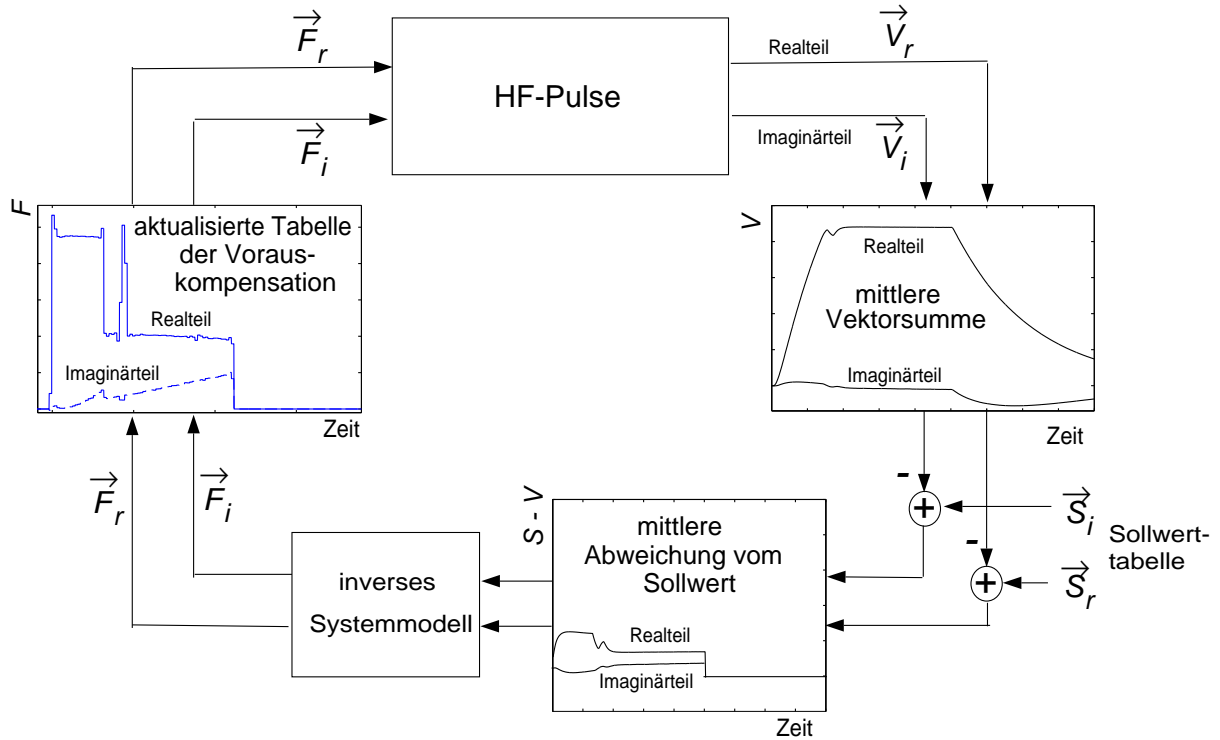 F_r
HF-Pulse
Realteil
V_r
F_i
Imaginärteil
V_i
F
aktualisierte Tabelle
der Voraus-
kompensation
Realteil
Imaginärteil
Zeit
V
Realteil
mittlere
Vektorsumme
Imaginärteil
Zeit
F_r
F_i
inverses
Systemmodell
S - V
mittlere
Abweichung vom
Sollwert
Realteil
Imaginärteil
Zeit
-
+
S_i
-
+
S_r
Sollwert-
tabelle